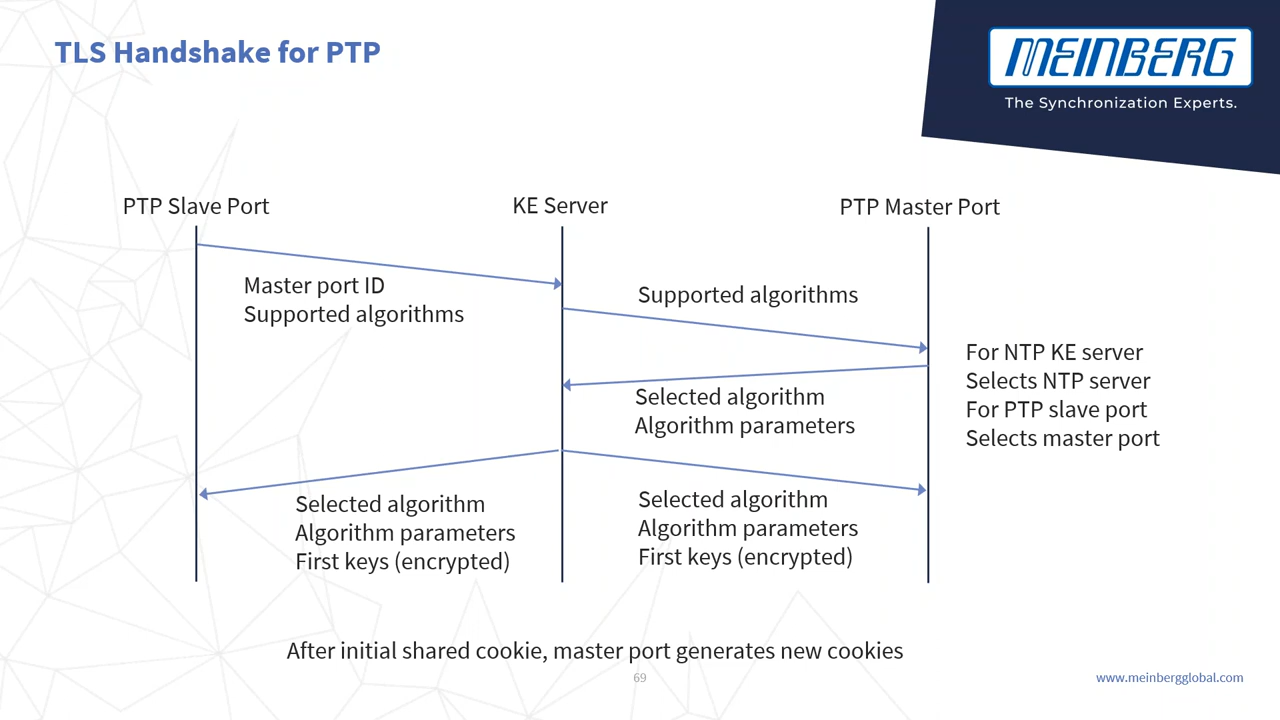 TLS Handshake for PTP
MEINBERG
The Synchronization Experts.
PTP Slave Port
KE Server
PTP Master Port
Master port ID
Supported algorithms
Supported algorithms
For NTP KE server
Selects NTP server
For PTP slave port
Selects master port
Selected algorithm
Algorithm parameters
Selected algorithm
Algorithm parameters
First keys (encrypted)
Selected algorithm
Algorithm parameters
First keys (encrypted)
After initial shared cookie, master port generates new cookies
69
www.meinbergglobal.com